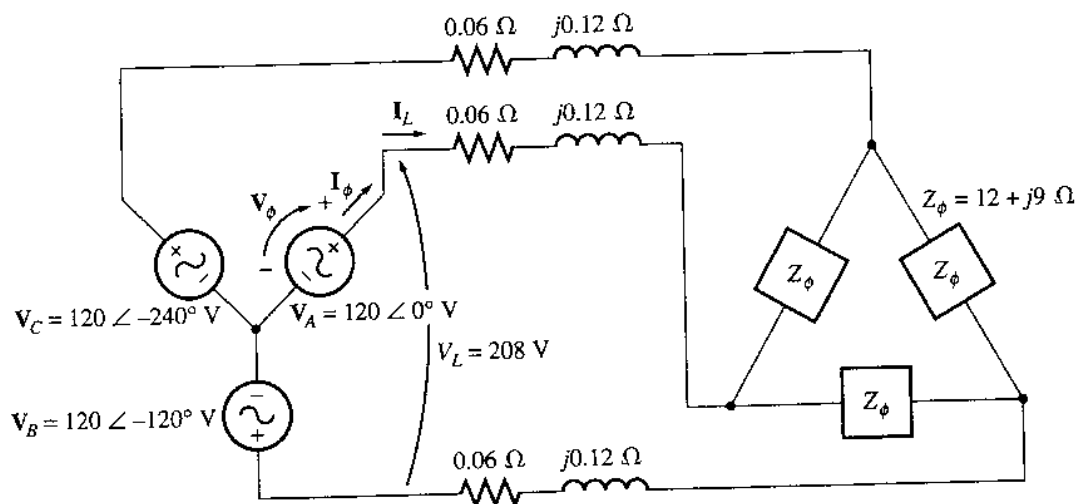 0.06 Ω j0.12 Ω
I_L 0.06 Ω j0.12 Ω
V_ϕ + I_ϕ
Z_ϕ = 12 + j9 Ω
+ − − +
Z_ϕ Z_ϕ
V_C = 120 ∠ –240° V V_A = 120 ∠ 0° V
V_L = 208 V
V_B = 120 ∠ –120° V − + Z_ϕ
0.06 Ω j0.12 Ω